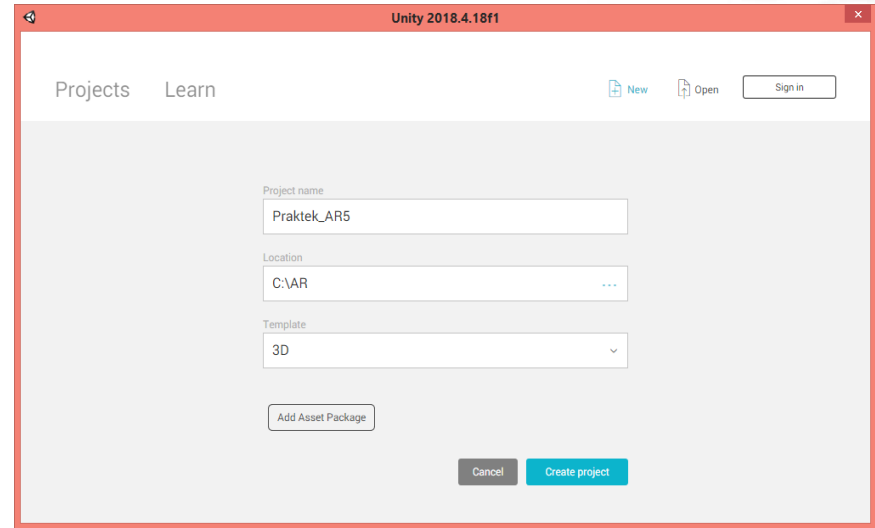 Unity 2018.4.18f1
Projects Learn New Open Sign in
Project name
Praktek_AR5
Location
C:\AR
Template
3D
Add Asset Package
Cancel Create project